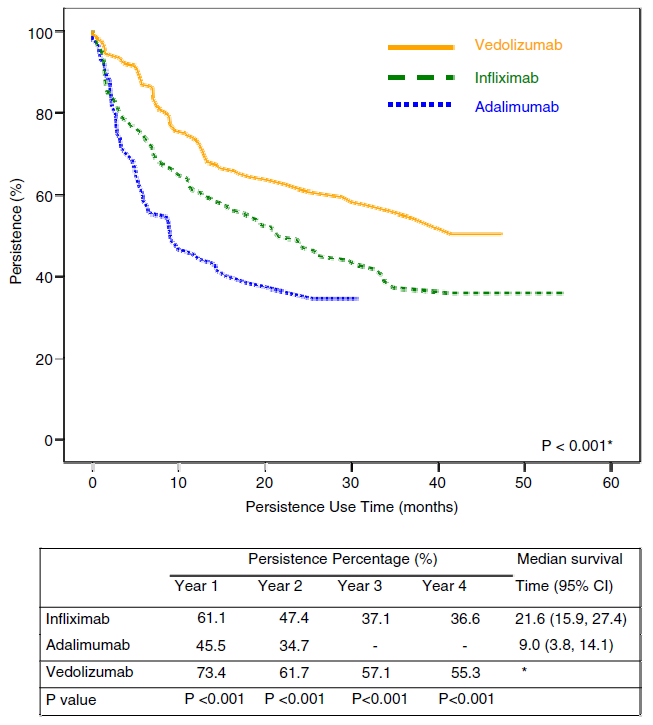 100
80
60
40
20
0
Persistence (%)
Vedolizumab
Infliximab
Adalimumab
P < 0.001*
0 10 20 30 40 50 60
Persistence Use Time (months)
Persistence Percentage (%) Median survival
Year 1 Year 2 Year 3 Year 4 Time (95% CI)
Infliximab 61.1 47.4 37.1 36.6 21.6 (15.9, 27.4)
Adalimumab 45.5 34.7 - - 9.0 (3.8, 14.1)
Vedolizumab 73.4 61.7 57.1 55.3 *
P value P <0.001 P <0.001 P<0.001 P<0.001